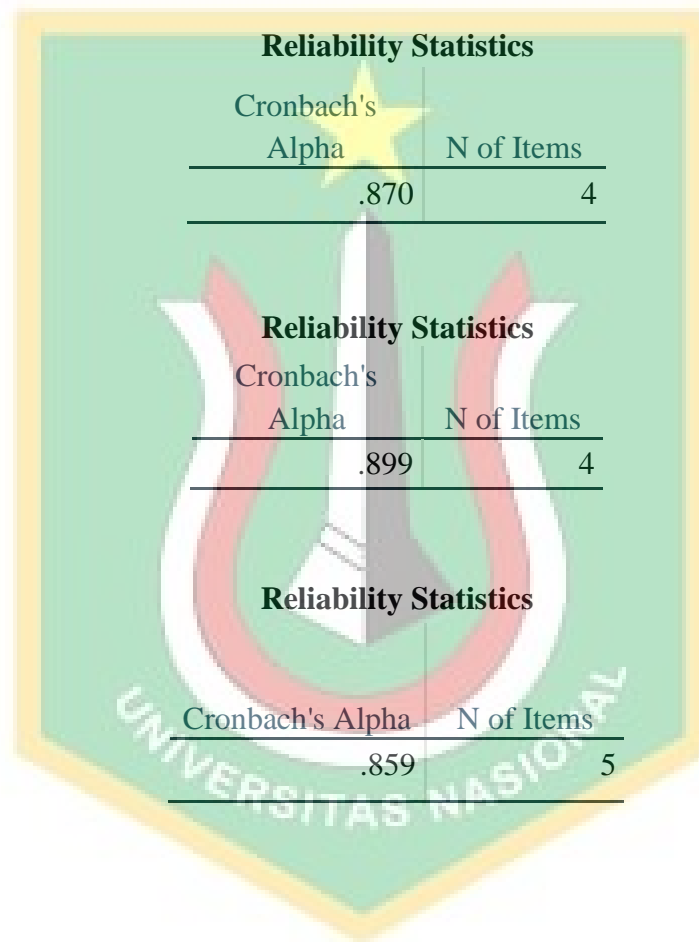 Reliability Statistics
Cronbach's
Alpha N of Items
.870 4
Reliability Statistics
Cronbach's
Alpha N of Items
.899 4
Reliability Statistics
Cronbach's Alpha N of Items
.859 5
UNIVERSITAS NASIONAL